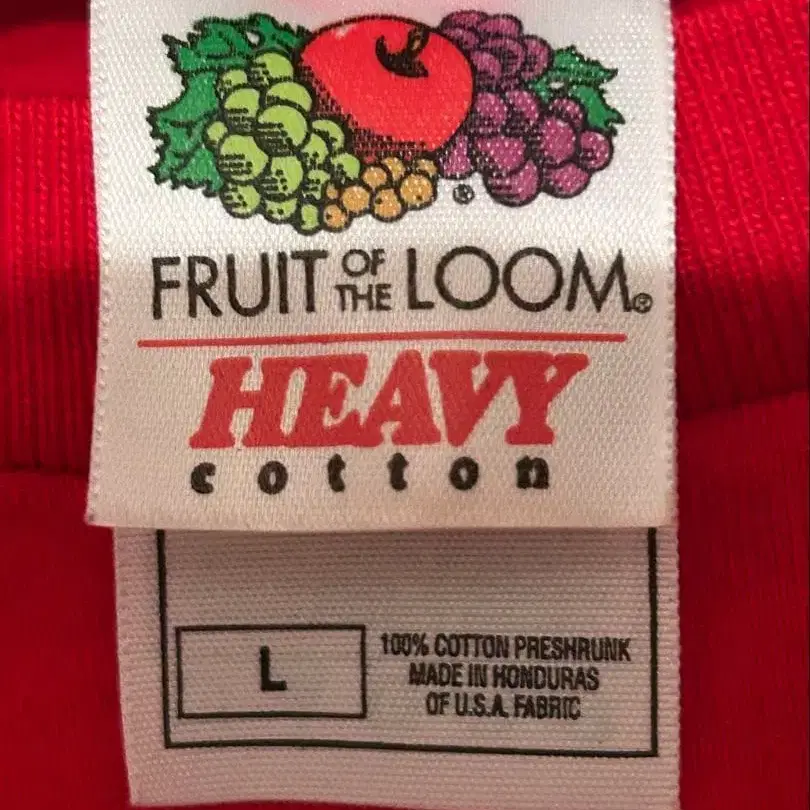 ®
FRUIT OF THE LOOM®
HEAVY
cotton
L
100% COTTON PRESHRUNK
MADE IN HONDURAS
OF U.S.A. FABRIC